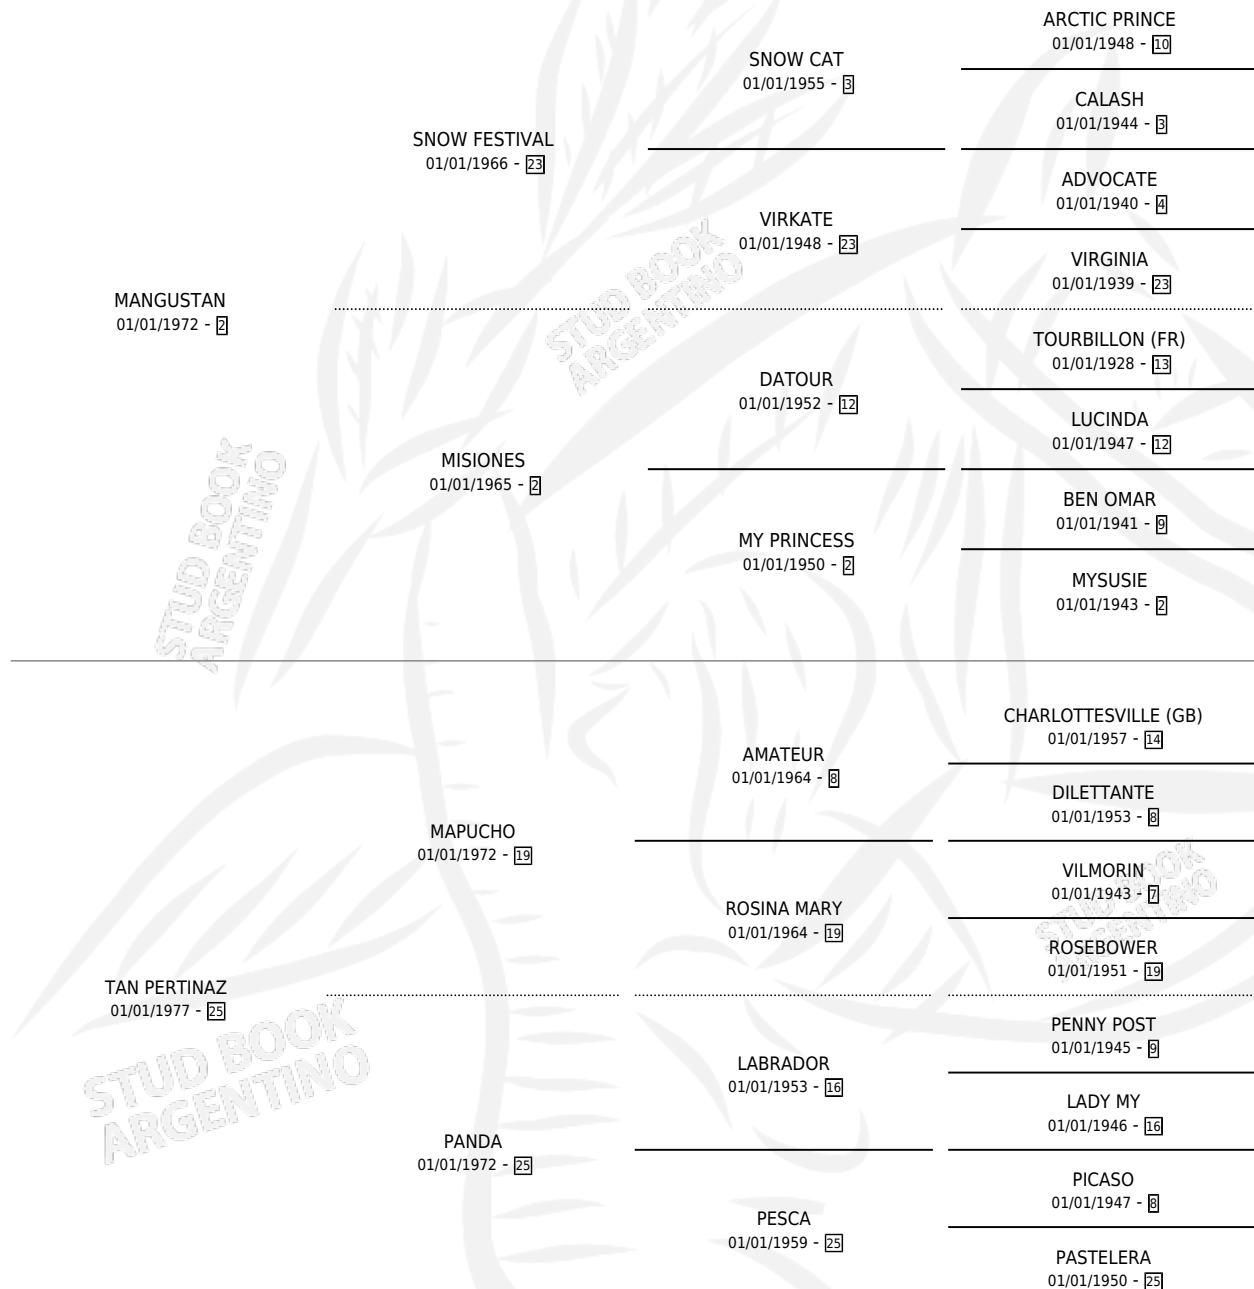 ARCTIC PRINCE
01/01/1948 - 10
SNOW CAT
01/01/1955 - 3
CALASH
01/01/1944 - 3
SNOW FESTIVAL
01/01/1966 - 23
ADVOCATE
01/01/1940 - 4
VIRKATE
01/01/1948 - 23
VIRGINIA
01/01/1939 - 23
MANGUSTAN
01/01/1972 - 2
TOURBILLON (FR)
01/01/1928 - 13
DATOUR
01/01/1952 - 12
LUCINDA
01/01/1947 - 12
MISIONES
01/01/1965 - 2
BEN OMAR
01/01/1941 - 9
MY PRINCESS
01/01/1950 - 2
MYSUSIE
01/01/1943 - 2
CHARLOTTESVILLE (GB)
01/01/1957 - 14
AMATEUR
01/01/1964 - 8
DILETTANTE
01/01/1953 - 8
MAPUCHO
01/01/1972 - 19
VILMORIN
01/01/1943 - 7
ROSINA MARY
01/01/1964 - 19
ROSEBOWER
01/01/1951 - 19
TAN PERTINAZ
01/01/1977 - 25
PENNY POST
01/01/1945 - 9
LABRADOR
01/01/1953 - 16
LADY MY
01/01/1946 - 16
PANDA
01/01/1972 - 25
PICASO
01/01/1947 - 8
PESCA
01/01/1959 - 25
PASTELERA
01/01/1950 - 25
STUD BOOK
ARGENTINO
STUD BOOK
ARGENTINO
STUD BOOK
ARGENTINO
STUD BOOK
ARGENTINO